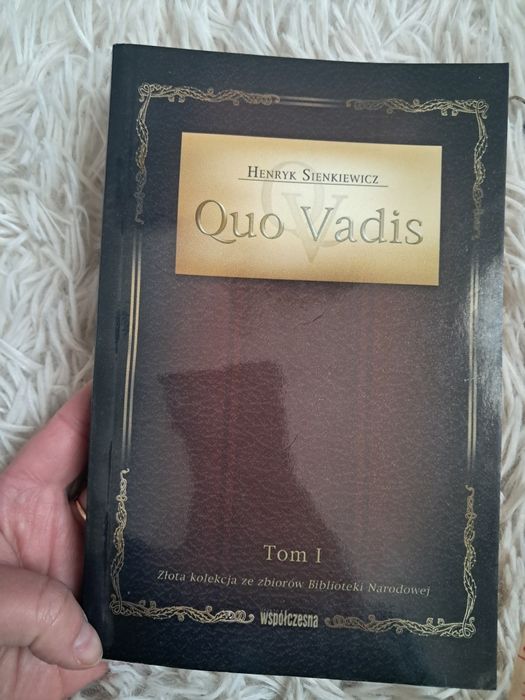 Henryk Sienkiewicz
Quo Vadis
Tom I
Złota kolekcja ze zbiorów Biblioteki Narodowej
współczesna